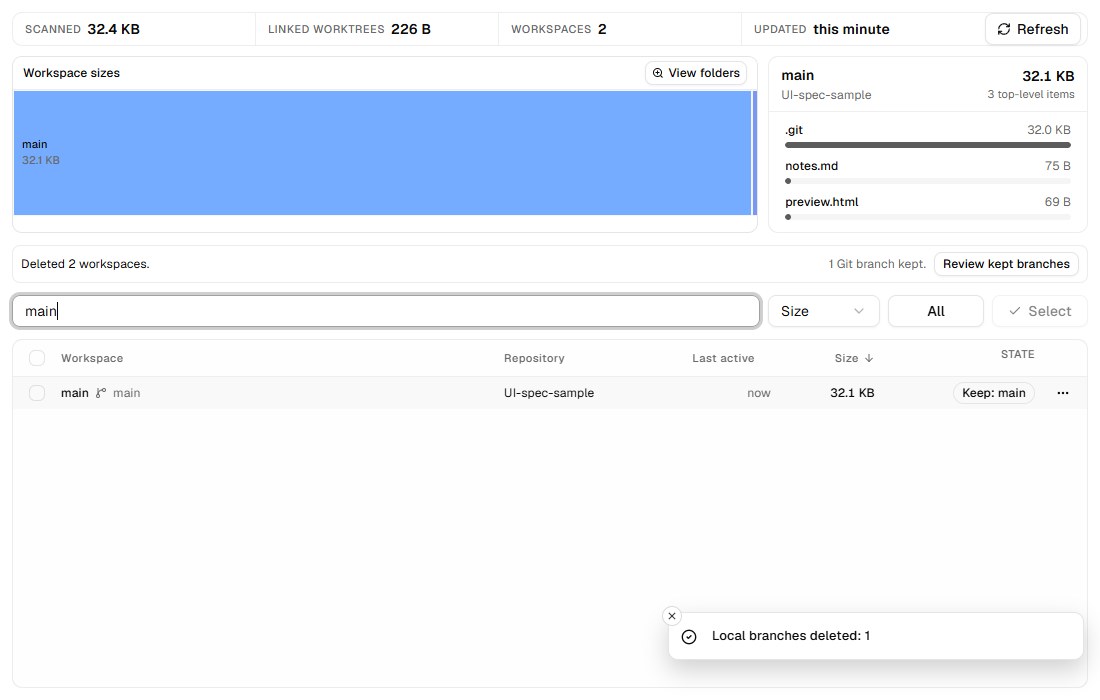 SCANNED 32.4 KB LINKED WORKTREES 226 B WORKSPACES 2 UPDATED this minute Refresh
Workspace sizes View folders
main
32.1 KB
main 32.1 KB
UI-spec-sample 3 top-level items
.git 32.0 KB
notes.md 75 B
preview.html 69 B
Deleted 2 workspaces. 1 Git branch kept. Review kept branches
main Size All Select
Workspace Repository Last active Size STATE
main main UI-spec-sample now 32.1 KB Keep: main
Local branches deleted: 1